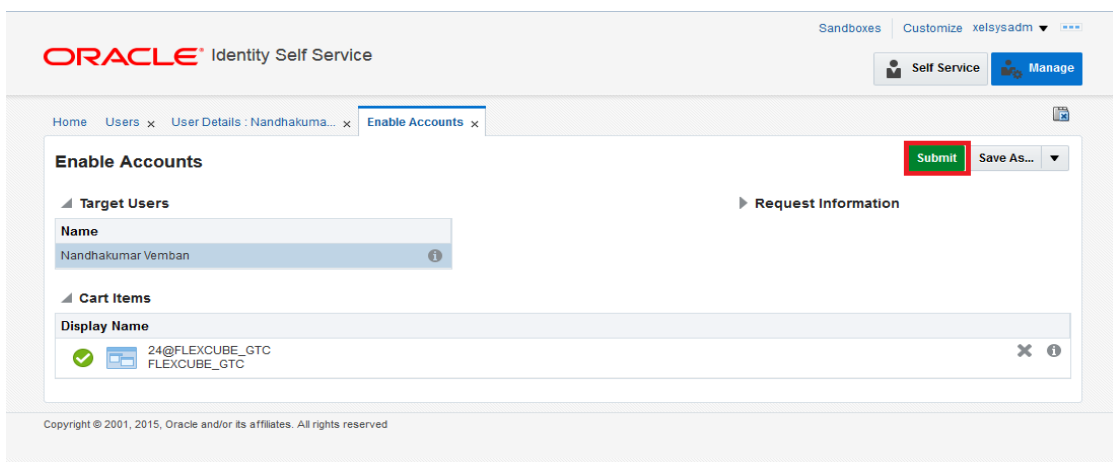 Sandboxes Customize xelsysadm
ORACLE Identity Self Service
Self Service Manage
Home Users x User Details : Nandhakuma... x Enable Accounts x
Enable Accounts
Submit Save As...
Target Users
Request Information
Name
Nandhakumar Vemban
Cart Items
Display Name
24@FLEXCUBE_GTC
FLEXCUBE_GTC
Copyright © 2001, 2015, Oracle and/or its affiliates. All rights reserved